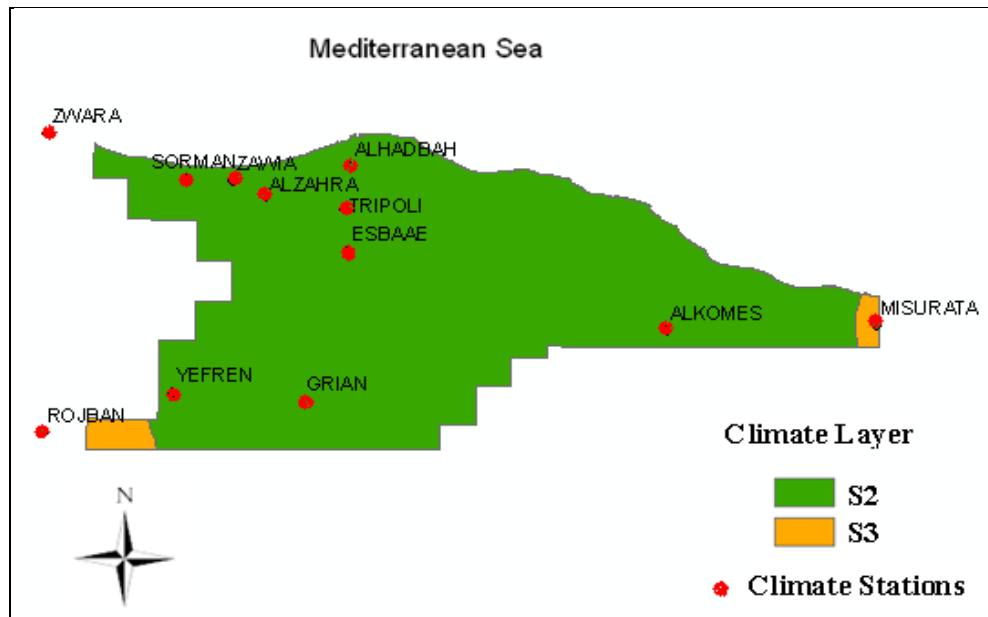 Mediterranean Sea
ZWARA
ALHADBAH
SORMAN
ZAWIA
ALZAHRA
TRIPOLI
ESBAAE
ALKOMES
MISURATA
YEFREN
GRIAN
ROJBAN
Climate Layer
N
S2
S3
Climate Stations